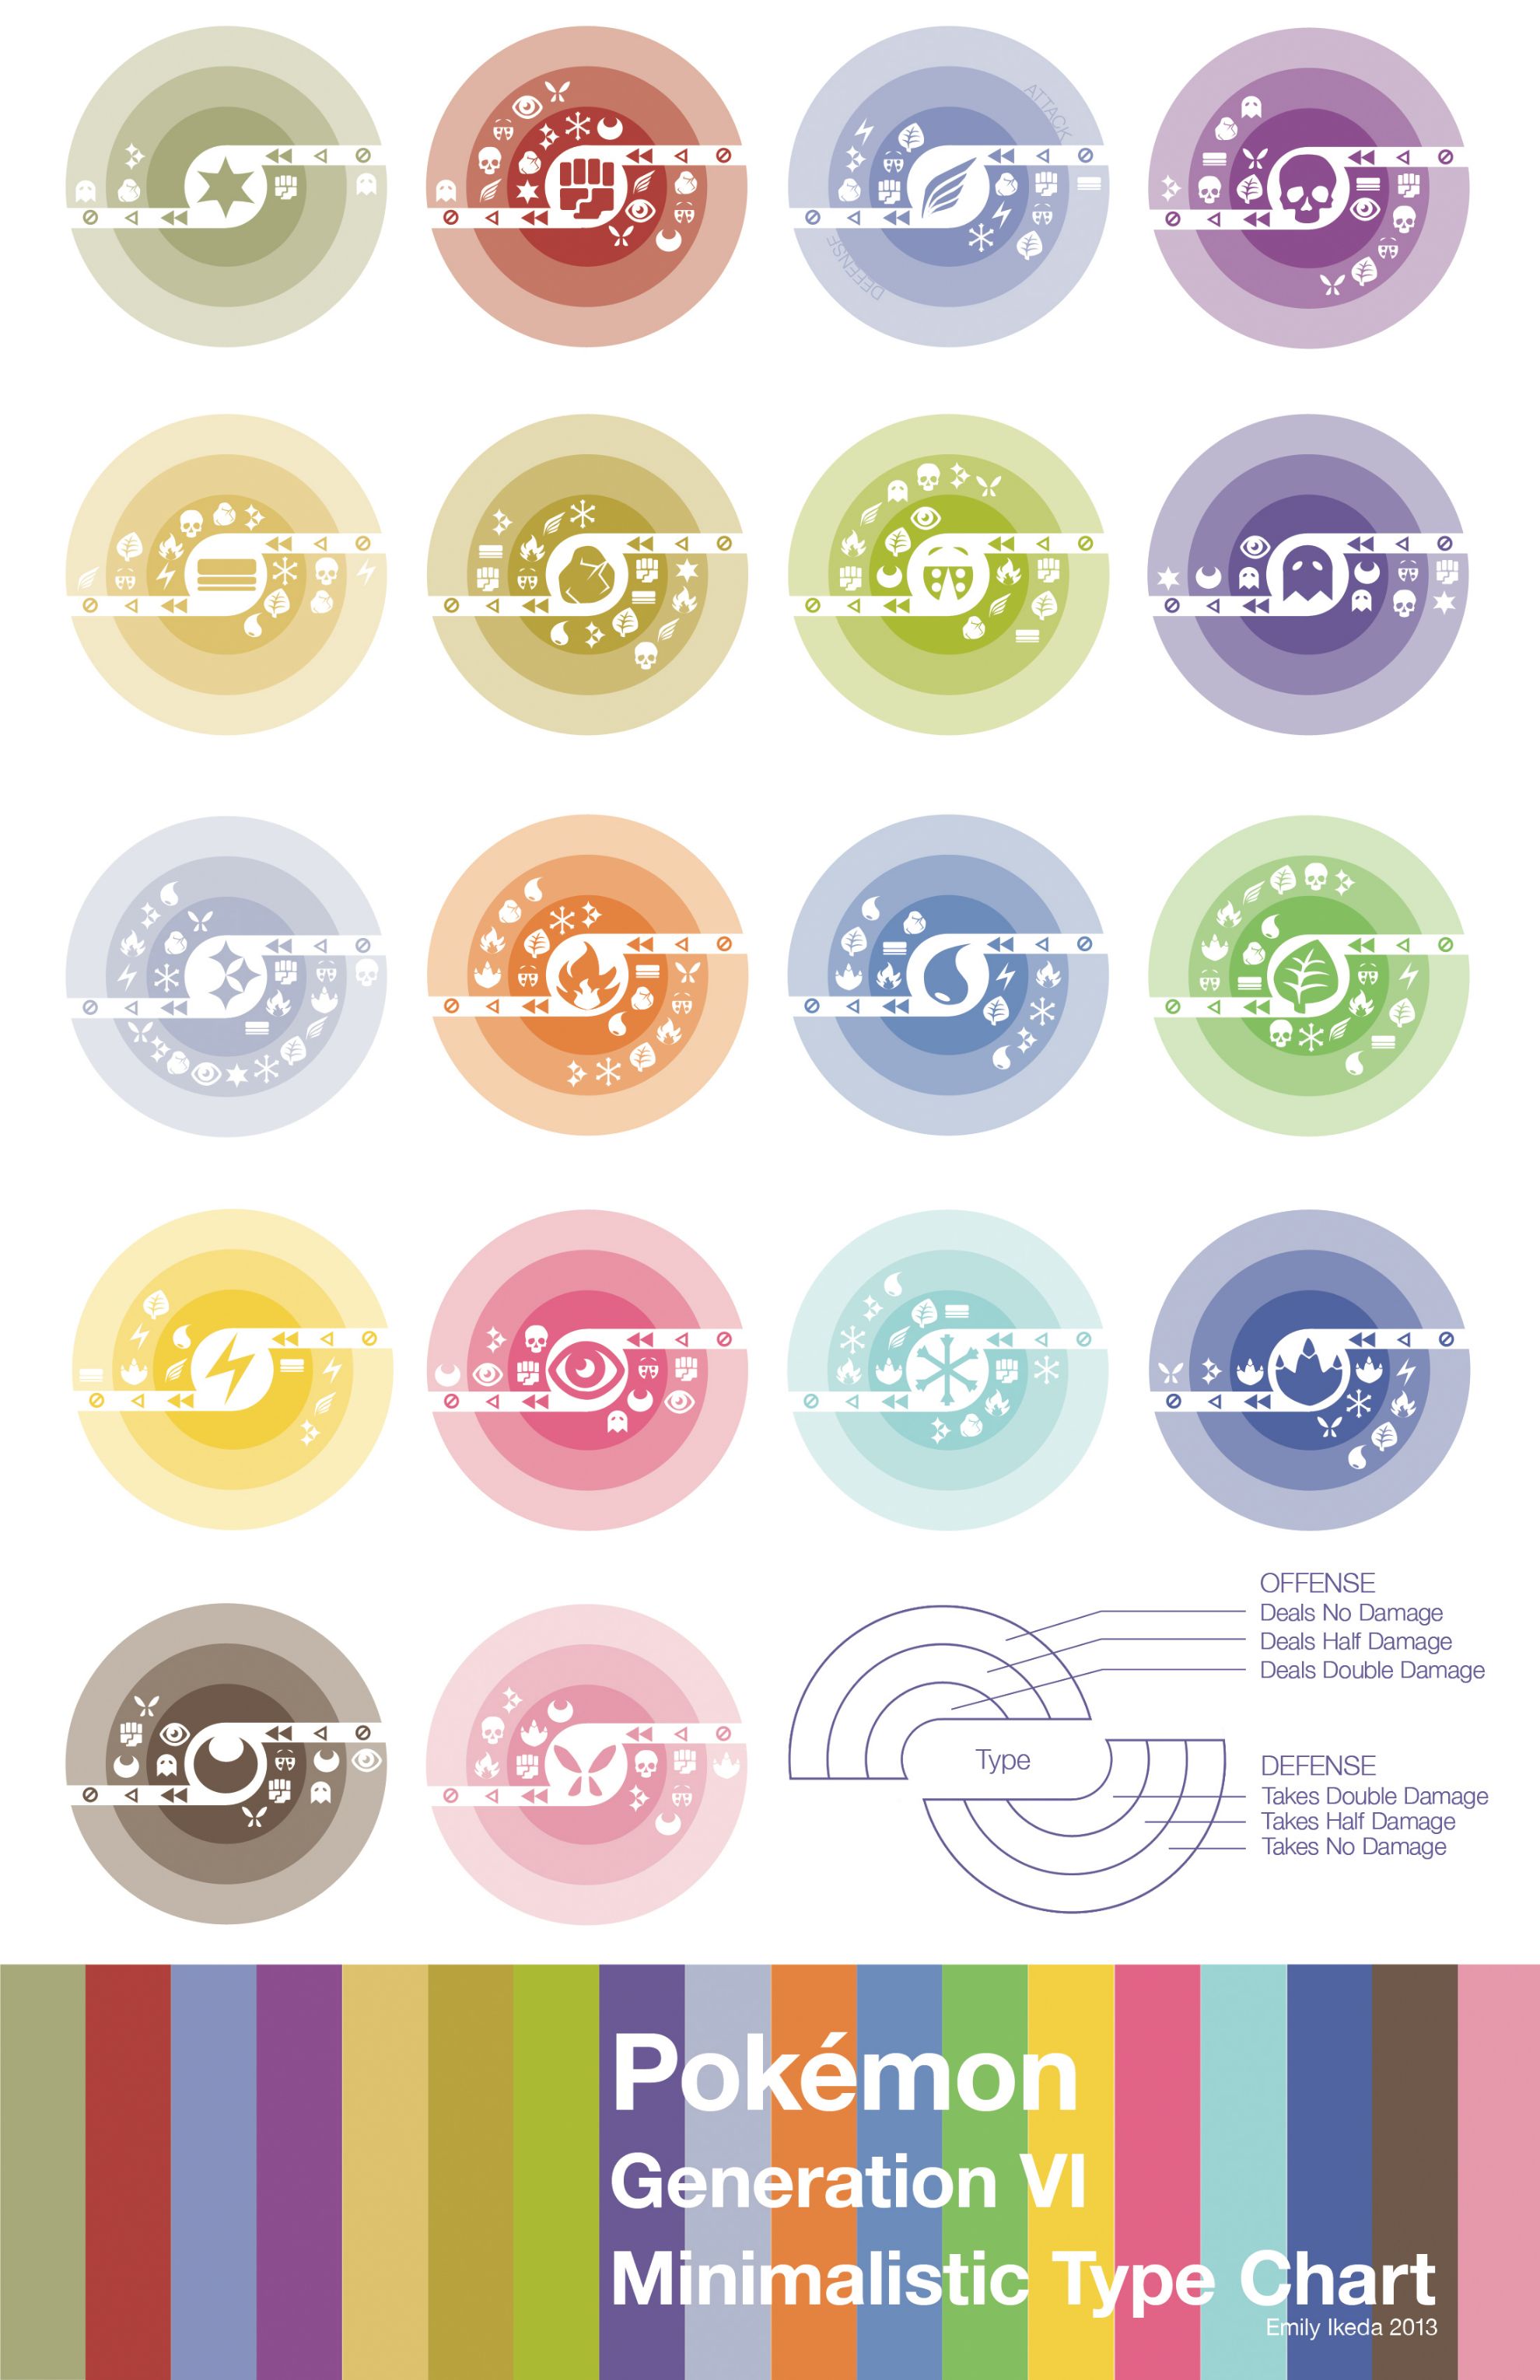 ATTACK
DEFENSE
OFFENSE
Deals No Damage
Deals Half Damage
Deals Double Damage
Type
DEFENSE
Takes Double Damage
Takes Half Damage
Takes No Damage
Pokémon
Generation VI
Minimalistic Type Chart
Emily Ikeda 2013